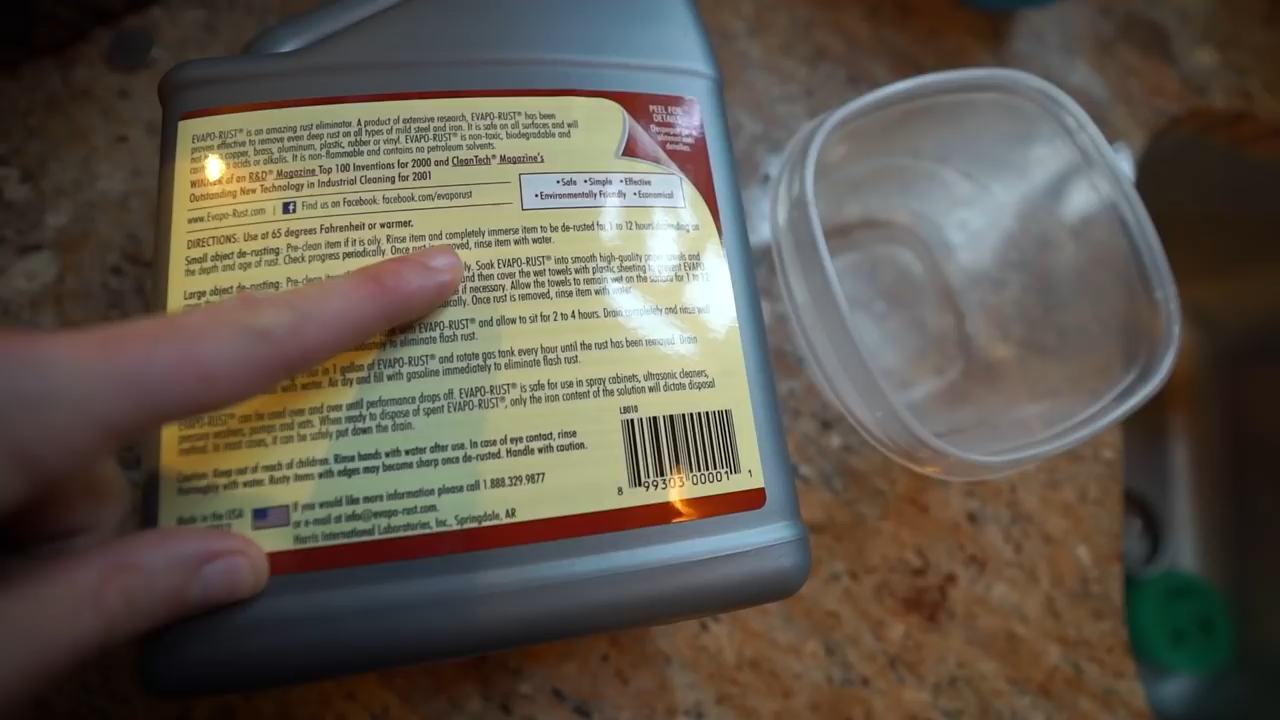 EVAPO-RUST® is an amazing rust eliminator. A product of extensive research, EVAPO-RUST® has been
proven effective to remove even deep rust on all types of mild steel and iron. It is safe on all surfaces and will
not copper, brass, aluminum, plastic, rubber or vinyl. EVAPO-RUST® is non-toxic, biodegradable and
acids or alkalis. It is non-flammable and contains no petroleum solvents.
WINNER of an R&D® Magazine Top 100 Inventions for 2000 and CleanTech® Magazine's
Outstanding New Technology in Industrial Cleaning for 2001
www.Evapo-Rust.com | Find us on Facebook: facebook.com/evaporust
PEEL FOR
DETAILS
• Safe • Simple • Effective
• Environmentally Friendly • Economical
DIRECTIONS: Use at 65 degrees Fahrenheit or warmer.
Small object de-rusting: Pre-clean item if it is oily. Rinse item and completely immerse item to be de-rusted for 1 to 12 hours depending on
the depth and age of rust. Check progress periodically. Once rust is removed, rinse item with water.
Large object de-rusting: Pre-clean item Soak EVAPO-RUST® into smooth high-quality paper towels and
and then cover the wet towels with plastic sheeting to prevent EVAPO
if necessary. Allow the towels to remain wet on the surface for 1 to 12
Once rust is removed, rinse item with water
with EVAPO-RUST® and allow to sit for 2 to 4 hours. Drain completely and rinse well
to eliminate flash rust.
in 1 gallon of EVAPO-RUST® and rotate gas tank every hour until the rust has been removed. Drain
with water. Air dry and fill with gasoline immediately to eliminate flash rust.
EVAPO-RUST® can be used over and over until performance drops off. EVAPO-RUST® is safe for use in spray cabinets, ultrasonic cleaners,
pressure washers, pumps and vats. When ready to dispose of spent EVAPO-RUST®, only the iron content of the solution will dictate disposal
method. In most cases, it can be safely put down the drain.
Caution: Keep out of reach of children. Rinse hands with water after use. In case of eye contact, rinse
thoroughly with water. Rusty items with edges may become sharp once de-rusted. Handle with caution.
Made in the USA
If you would like more information please call 1.888.329.9877
or e-mail at info@evapo-rust.com.
Harris International Laboratories, Inc., Springdale, AR
LB010
8 99303 00001 1